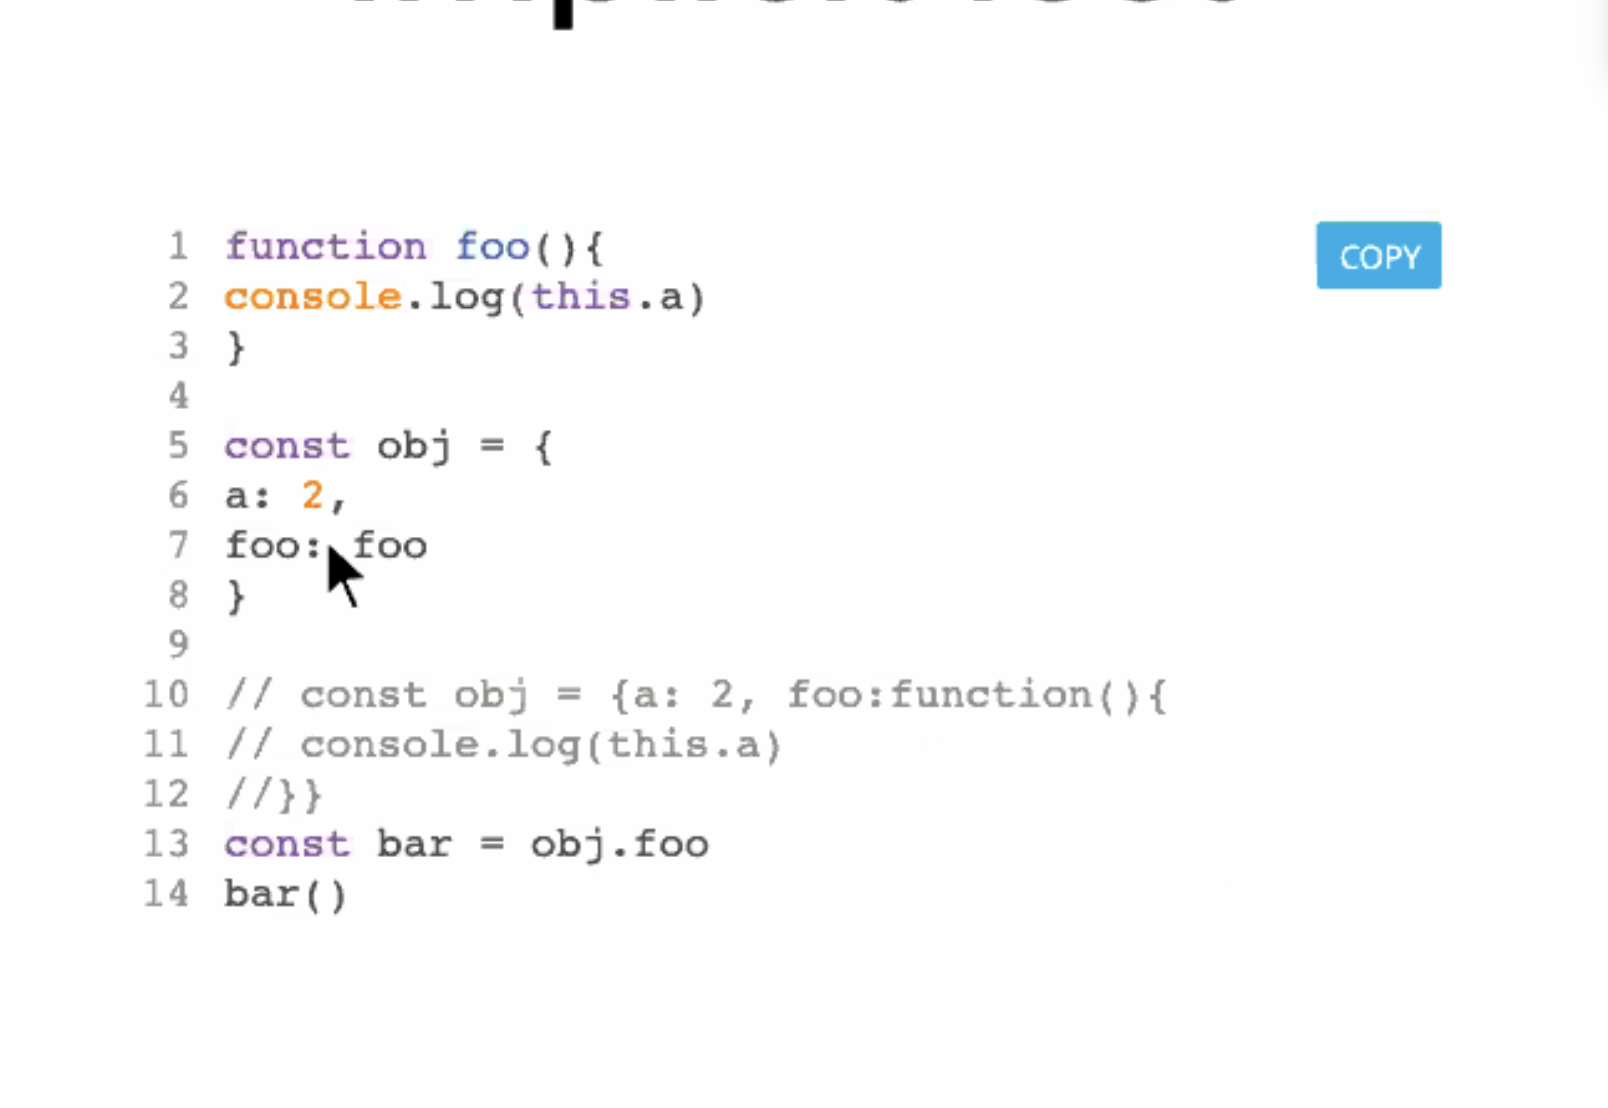 COPY
1 function foo(){
2 console.log(this.a)
3 }
4
5 const obj = {
6 a: 2,
7 foo: foo
8 }
9
10 // const obj = {a: 2, foo:function(){
11 // console.log(this.a)
12 //}}
13 const bar = obj.foo
14 bar()